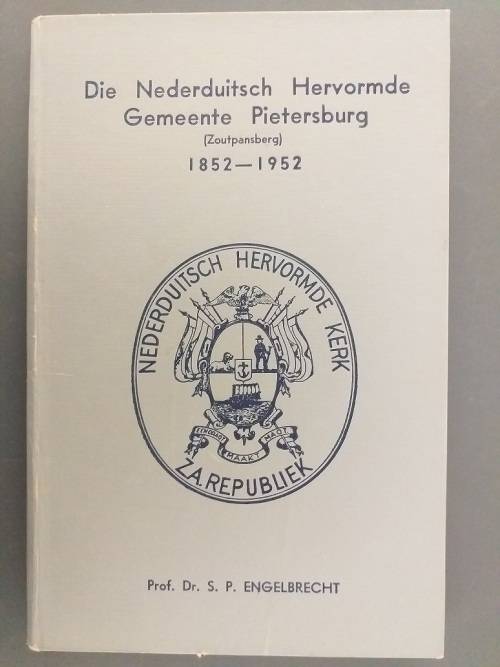 Die Nederduitsch Hervormde
Gemeente Pietersburg
(Zoutpansberg)
1852—1952
NEDERDUITSCH HERVORMDE KERK
EENDRAGT
MAAKT
MAGT
Z.A. REPUBLIEK
Prof. Dr. S. P. ENGELBRECHT